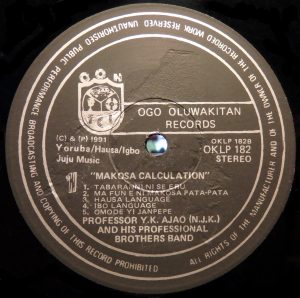 UNAUTHORISED PUBLIC PERFORMANCE BROADCASTING AND COPYING OF THIS RECORD
ALL RIGHTS OF THE MANUFACTURER AND OF THE OWNER OF THE RECORDED WORK RESERVED
OGO OLUWAKITAN
RECORDS
(C) & (P) 1991
Yoruba/Hausa/Igbo
Juju Music
OKLP 182B
OKLP 182
STEREO
1
"MAKOSA CALCULATION"
1. TABARA INI NI SE ERU
2. MA FUN E NI MAKOSA PATA-PATA
3. HAUSA LANGUAGE
4. IBO LANGUAGE
5. OMODE YI JANPEPE
PROFESSOR Y.K. AJAO (N.J.K.)
AND HIS PROFESSIONAL
BROTHERS BAND